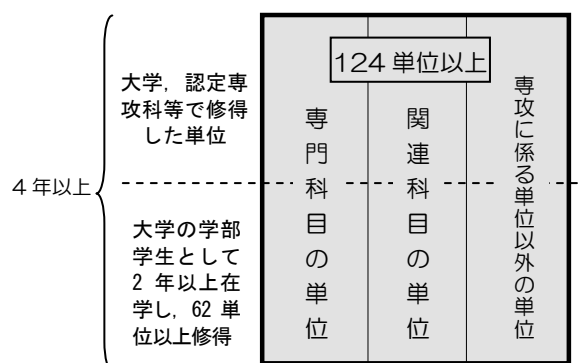 124 単位以上
大学，認定専
攻科等で修得
した単位
4 年以上
大学の学部
学生として
2 年以上在
学し，62 単
位以上修得
専門科目の単位
関連科目の単位
専攻に係る単位以外の単位